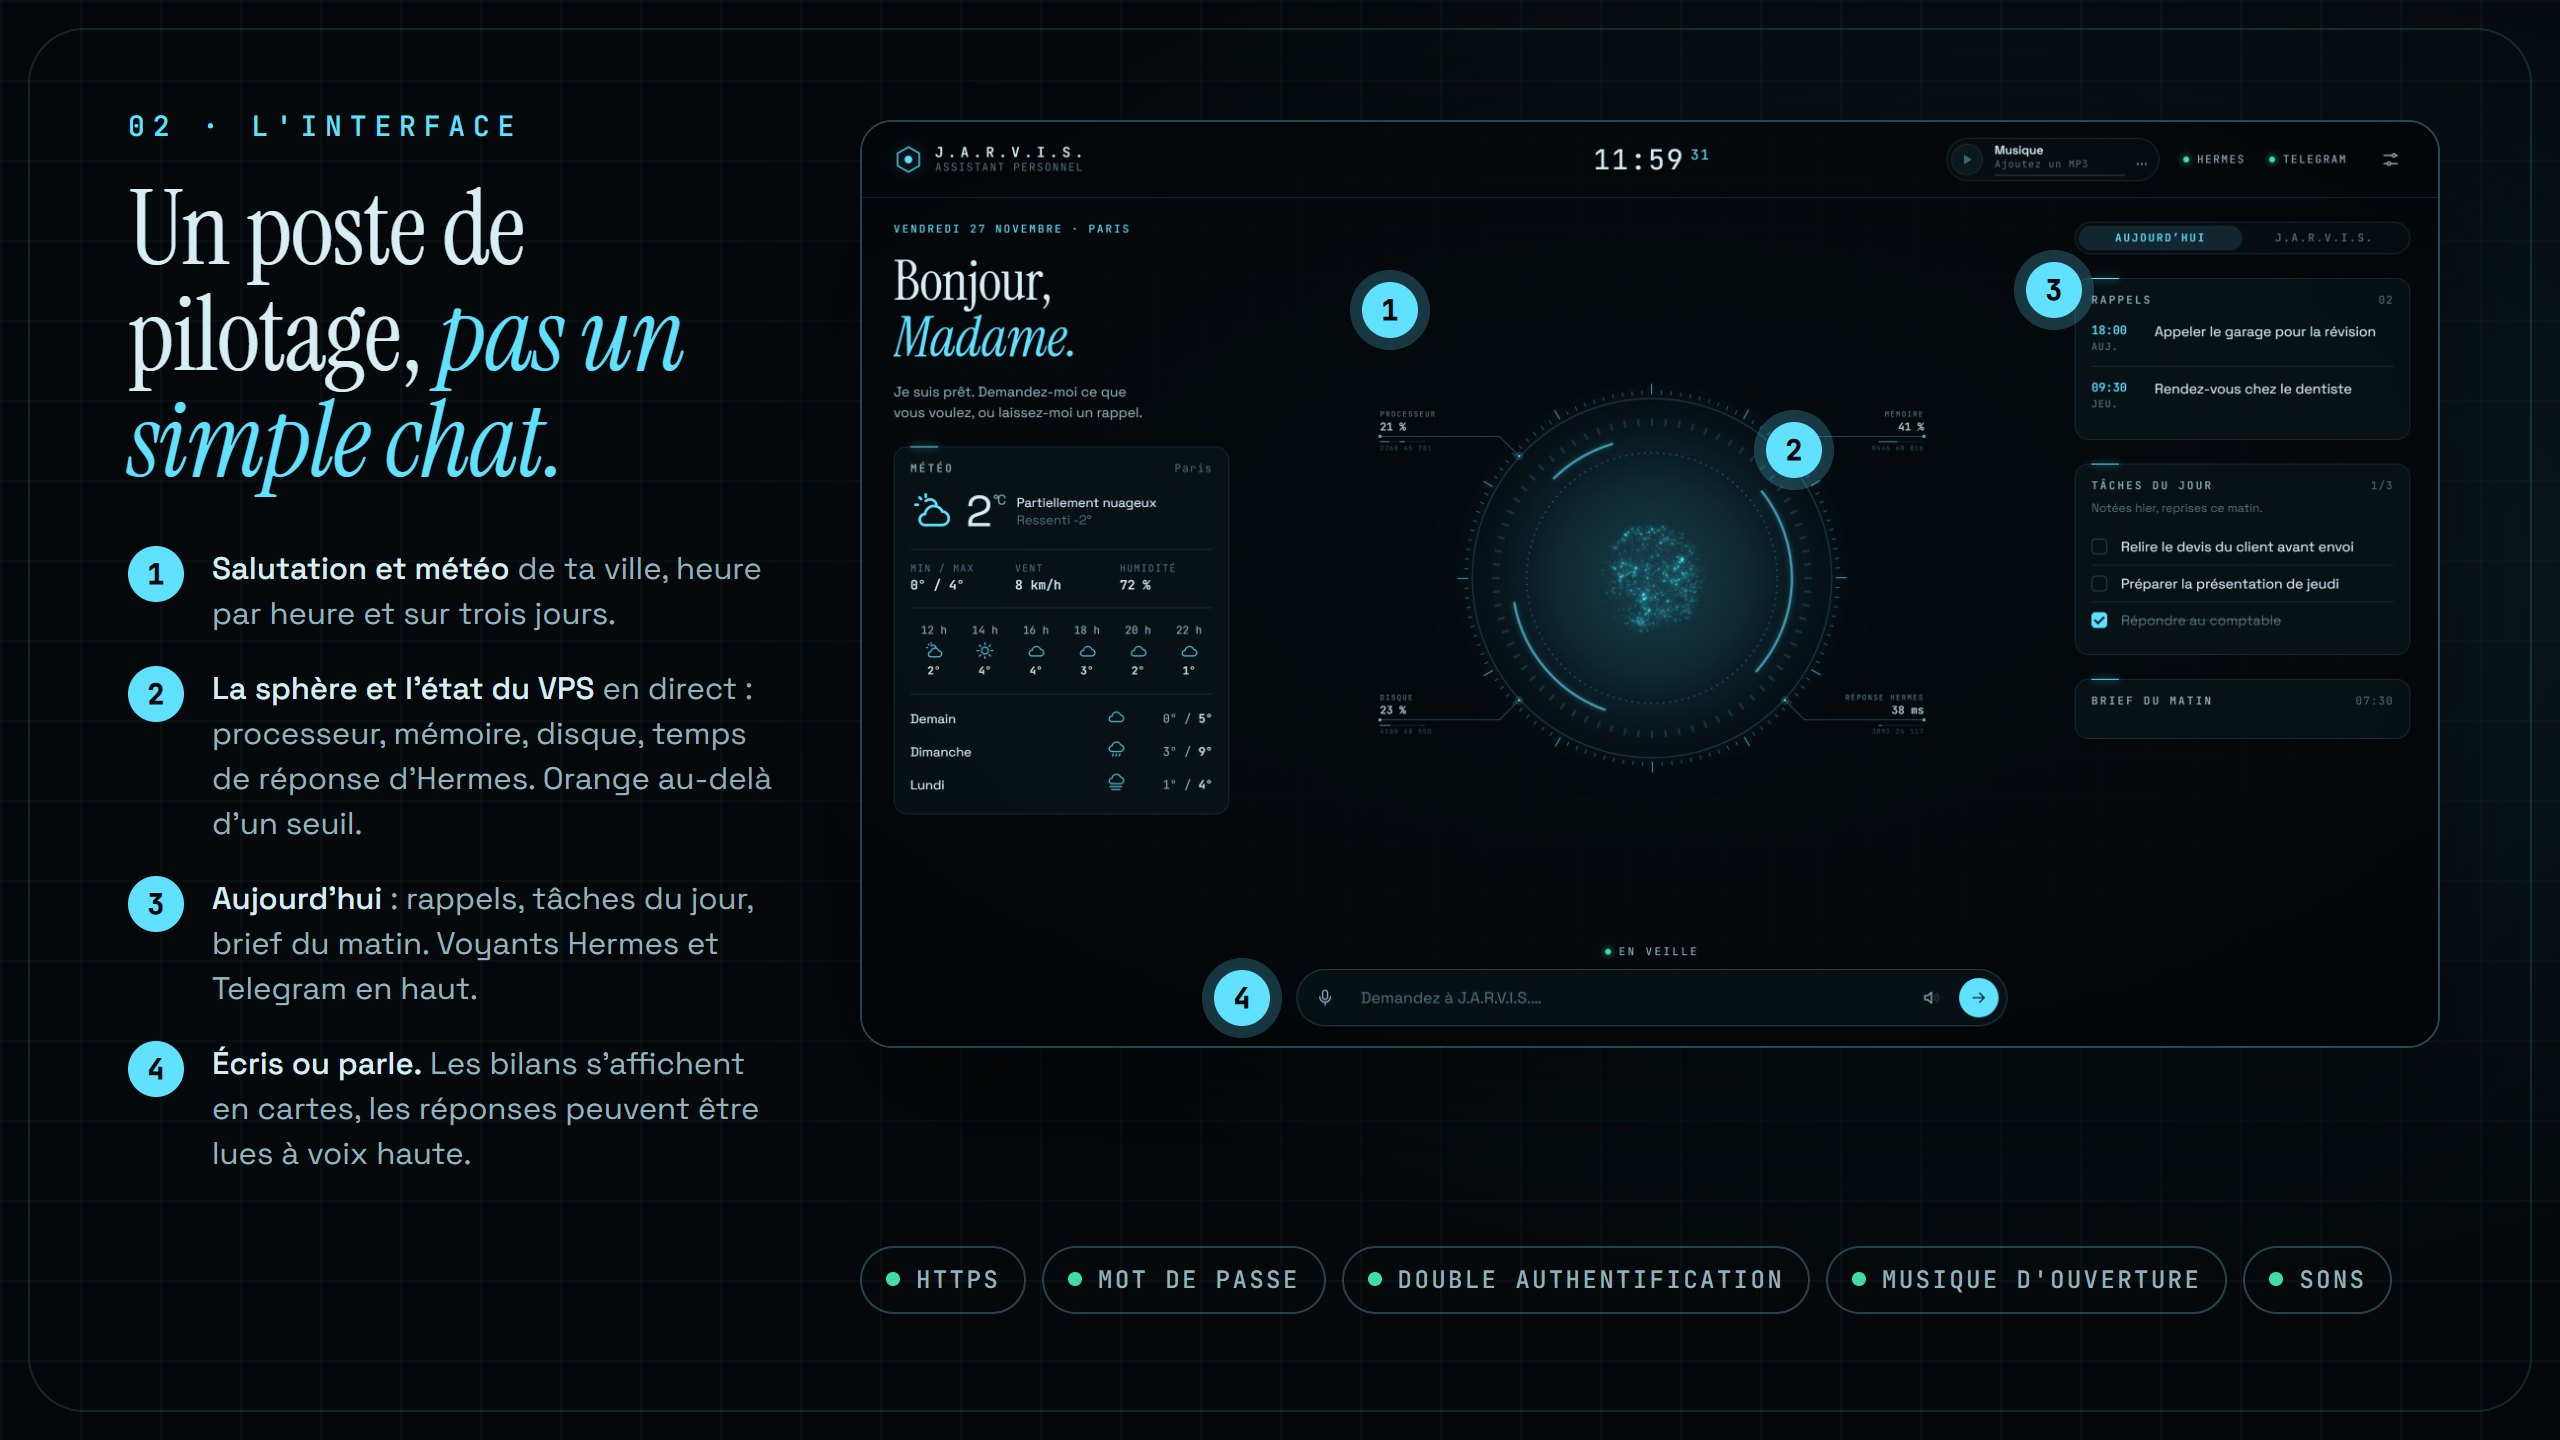 02 · L'INTERFACE
Un poste de
pilotage, pas un
simple chat.
1
Salutation et météo de ta ville, heure
par heure et sur trois jours.
2
La sphère et l'état du VPS en direct :
processeur, mémoire, disque, temps
de réponse d'Hermes. Orange au-delà
d'un seuil.
3
Aujourd'hui : rappels, tâches du jour,
brief du matin. Voyants Hermes et
Telegram en haut.
4
Écris ou parle. Les bilans s'affichent
en cartes, les réponses peuvent être
lues à voix haute.
J.A.R.V.I.S.
ASSISTANT PERSONNEL
11:59 31
Musique
Ajoutez un MP3
HERMES
TELEGRAM
VENDREDI 27 NOVEMBRE · PARIS
Bonjour,
Madame.
Je suis prêt. Demandez-moi ce que
vous voulez, ou laissez-moi un rappel.
MÉTÉO Paris
2°C Partiellement nuageux
Ressenti -2°
MIN / MAX VENT HUMIDITÉ
0° / 4° 8 km/h 72 %
12 h 14 h 16 h 18 h 20 h 22 h
2° 4° 4° 3° 2° 1°
Demain 0° / 5°
Dimanche 3° / 9°
Lundi 1° / 4°
1
PROCESSEUR
21 %
2
MÉMOIRE
41 %
DISQUE
23 %
RÉPONSE HERMES
38 ms
AUJOURD'HUI J.A.R.V.I.S.
3
RAPPELS 02
18:00 Appeler le garage pour la révision
AUJ.
09:30 Rendez-vous chez le dentiste
JEU.
TÂCHES DU JOUR 1/3
Notées hier, reprises ce matin.
Relire le devis du client avant envoi
Préparer la présentation de jeudi
Répondre au comptable
BRIEF DU MATIN 07:30
EN VEILLE
4
Demandez à J.A.R.V.I.S....
HTTPS
MOT DE PASSE
DOUBLE AUTHENTIFICATION
MUSIQUE D'OUVERTURE
SONS